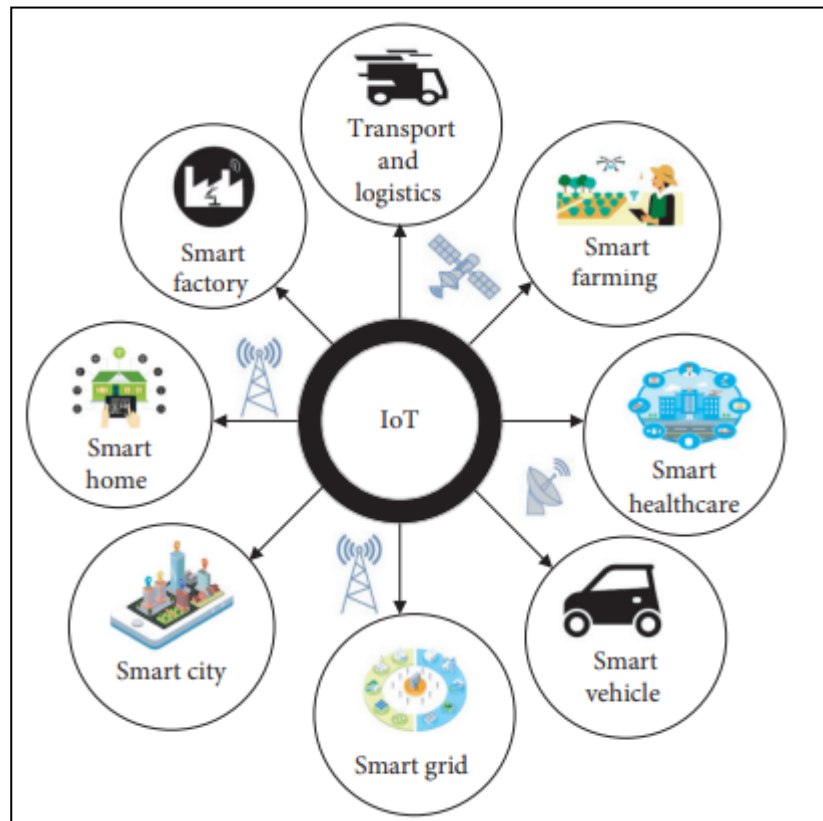 Transport
and
logistics
Smart
farming
Smart
healthcare
Smart
vehicle
Smart grid
Smart city
Smart
home
Smart
factory
IoT